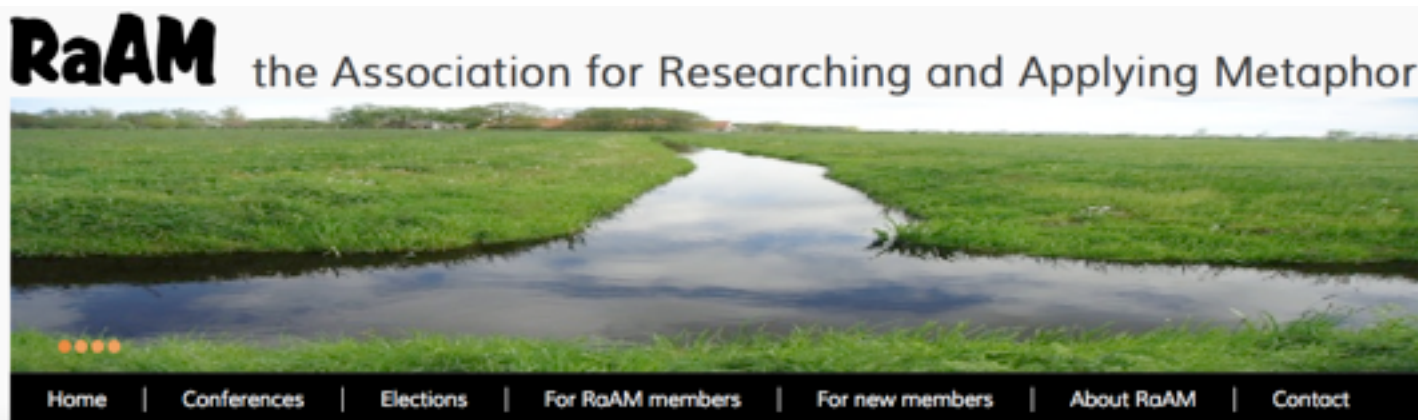 RaAM the Association for Researching and Applying Metaphor
Home | Conferences | Elections | For RaAM members | For new members | About RaAM | Contact